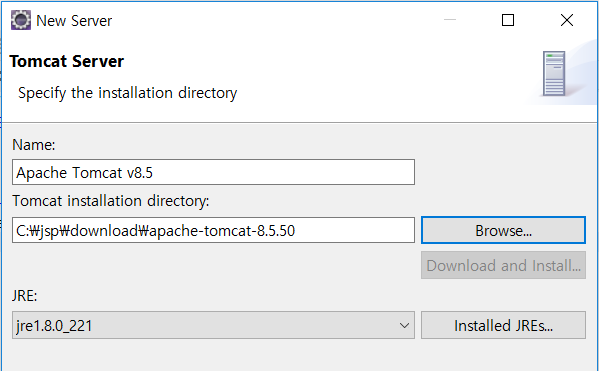 New Server
Tomcat Server
Specify the installation directory
Name:
Apache Tomcat v8.5
Tomcat installation directory:
C:₩jsp₩download₩apache-tomcat-8.5.50
Browse...
Download and Install...
JRE:
jre1.8.0_221
Installed JREs...